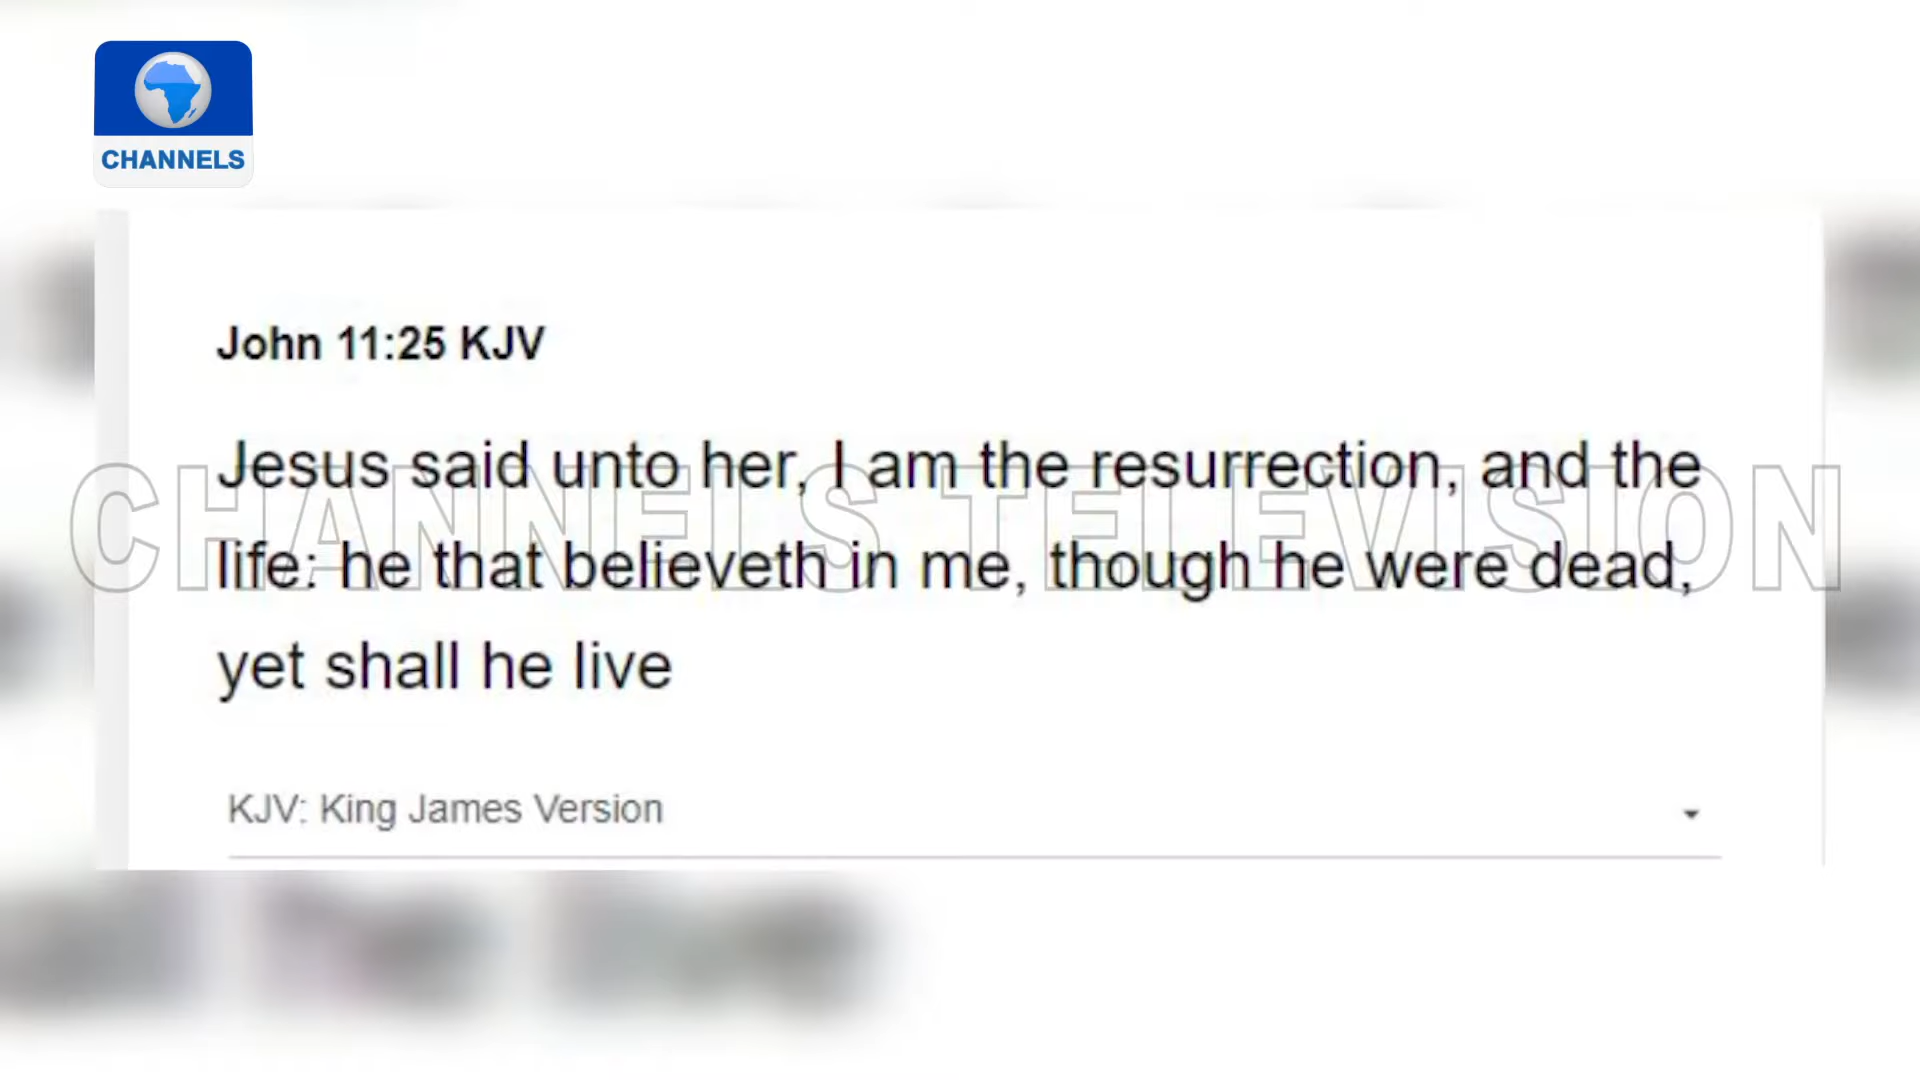 CHANNELS
John 11:25 KJV
Jesus said unto her, I am the resurrection, and the
CHANNELS TELEVISION
life: he that believeth in me, though he were dead,
yet shall he live
KJV: King James Version